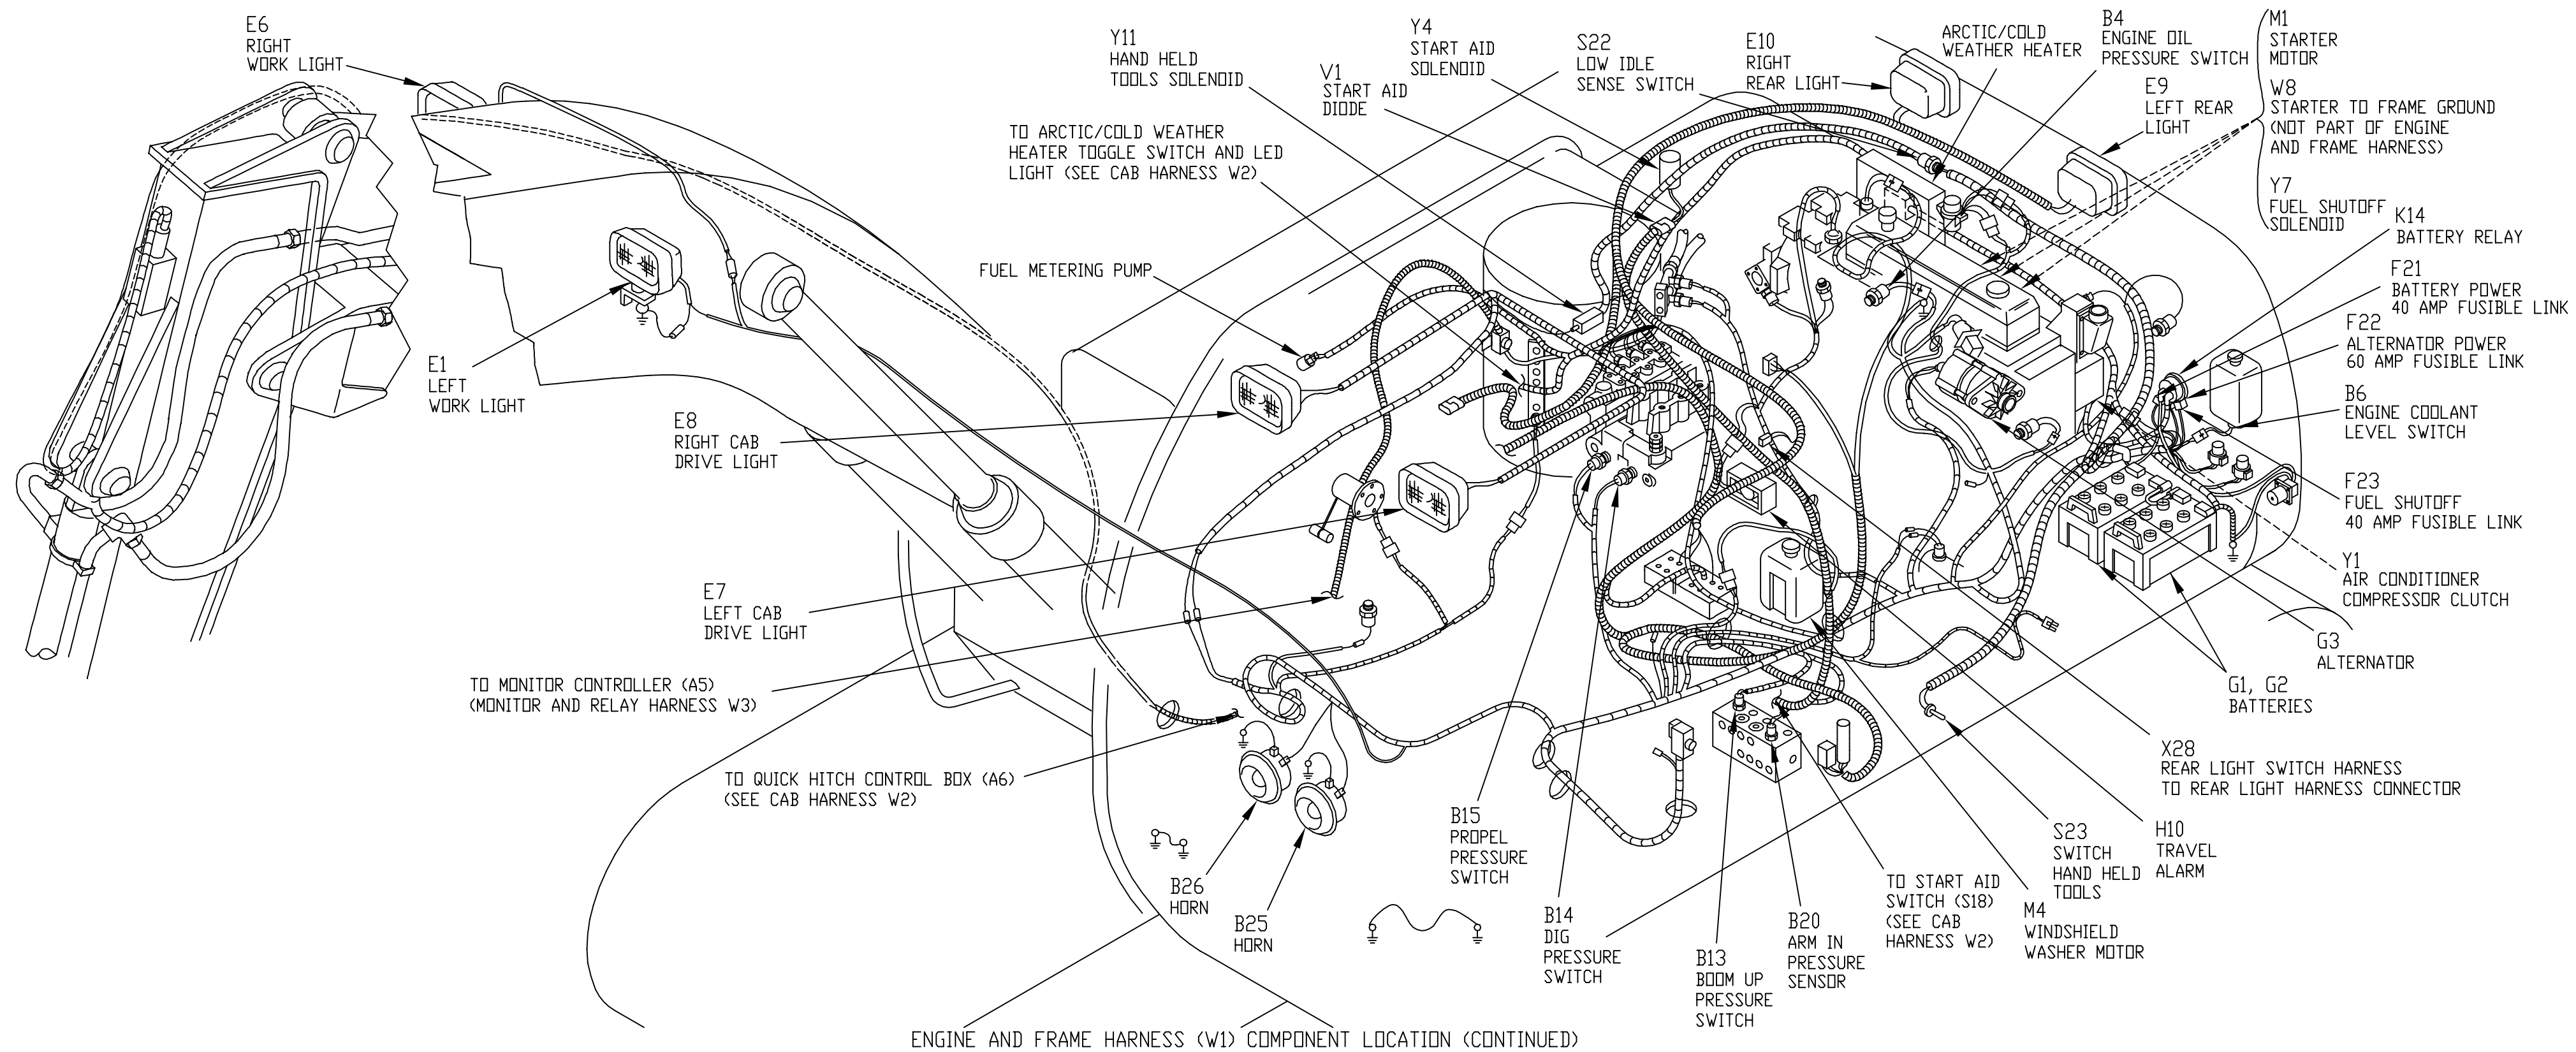 E6
RIGHT
WORK LIGHT
Y11
HAND HELD
TOOLS SOLENOID
V1
START AID
DIODE
Y4
START AID
SOLENOID
S22
LOW IDLE
SENSE SWITCH
E10
RIGHT
REAR LIGHT
ARCTIC/COLD
WEATHER HEATER
B4
ENGINE OIL
PRESSURE SWITCH
E9
LEFT REAR
LIGHT
M1
STARTER
MOTOR
W8
STARTER TO FRAME GROUND
(NOT PART OF ENGINE
AND FRAME HARNESS)
Y7
FUEL SHUTOFF
SOLENOID
K14
BATTERY RELAY
F21
BATTERY POWER
40 AMP FUSIBLE LINK
F22
ALTERNATOR POWER
60 AMP FUSIBLE LINK
B6
ENGINE COOLANT
LEVEL SWITCH
F23
FUEL SHUTOFF
40 AMP FUSIBLE LINK
Y1
AIR CONDITIONER
COMPRESSOR CLUTCH
G3
ALTERNATOR
G1, G2
BATTERIES
X28
REAR LIGHT SWITCH HARNESS
TO REAR LIGHT HARNESS CONNECTOR
TO ARCTIC/COLD WEATHER
HEATER TOGGLE SWITCH AND LED
LIGHT (SEE CAB HARNESS W2)
FUEL METERING PUMP
E1
LEFT
WORK LIGHT
E8
RIGHT CAB
DRIVE LIGHT
E7
LEFT CAB
DRIVE LIGHT
TO MONITOR CONTROLLER (A5)
(MONITOR AND RELAY HARNESS W3)
TO QUICK HITCH CONTROL BOX (A6)
(SEE CAB HARNESS W2)
B26
HORN
B25
HORN
B15
PROPEL
PRESSURE
SWITCH
B14
DIG
PRESSURE
SWITCH
B13
BOOM UP
PRESSURE
SWITCH
B20
ARM IN
PRESSURE
SENSOR
TO START AID
SWITCH (S18)
(SEE CAB
HARNESS W2)
M4
WINDSHIELD
WASHER MOTOR
S23
SWITCH
HAND HELD
TOOLS
H10
TRAVEL
ALARM
ENGINE AND FRAME HARNESS (W1) COMPONENT LOCATION (CONTINUED)